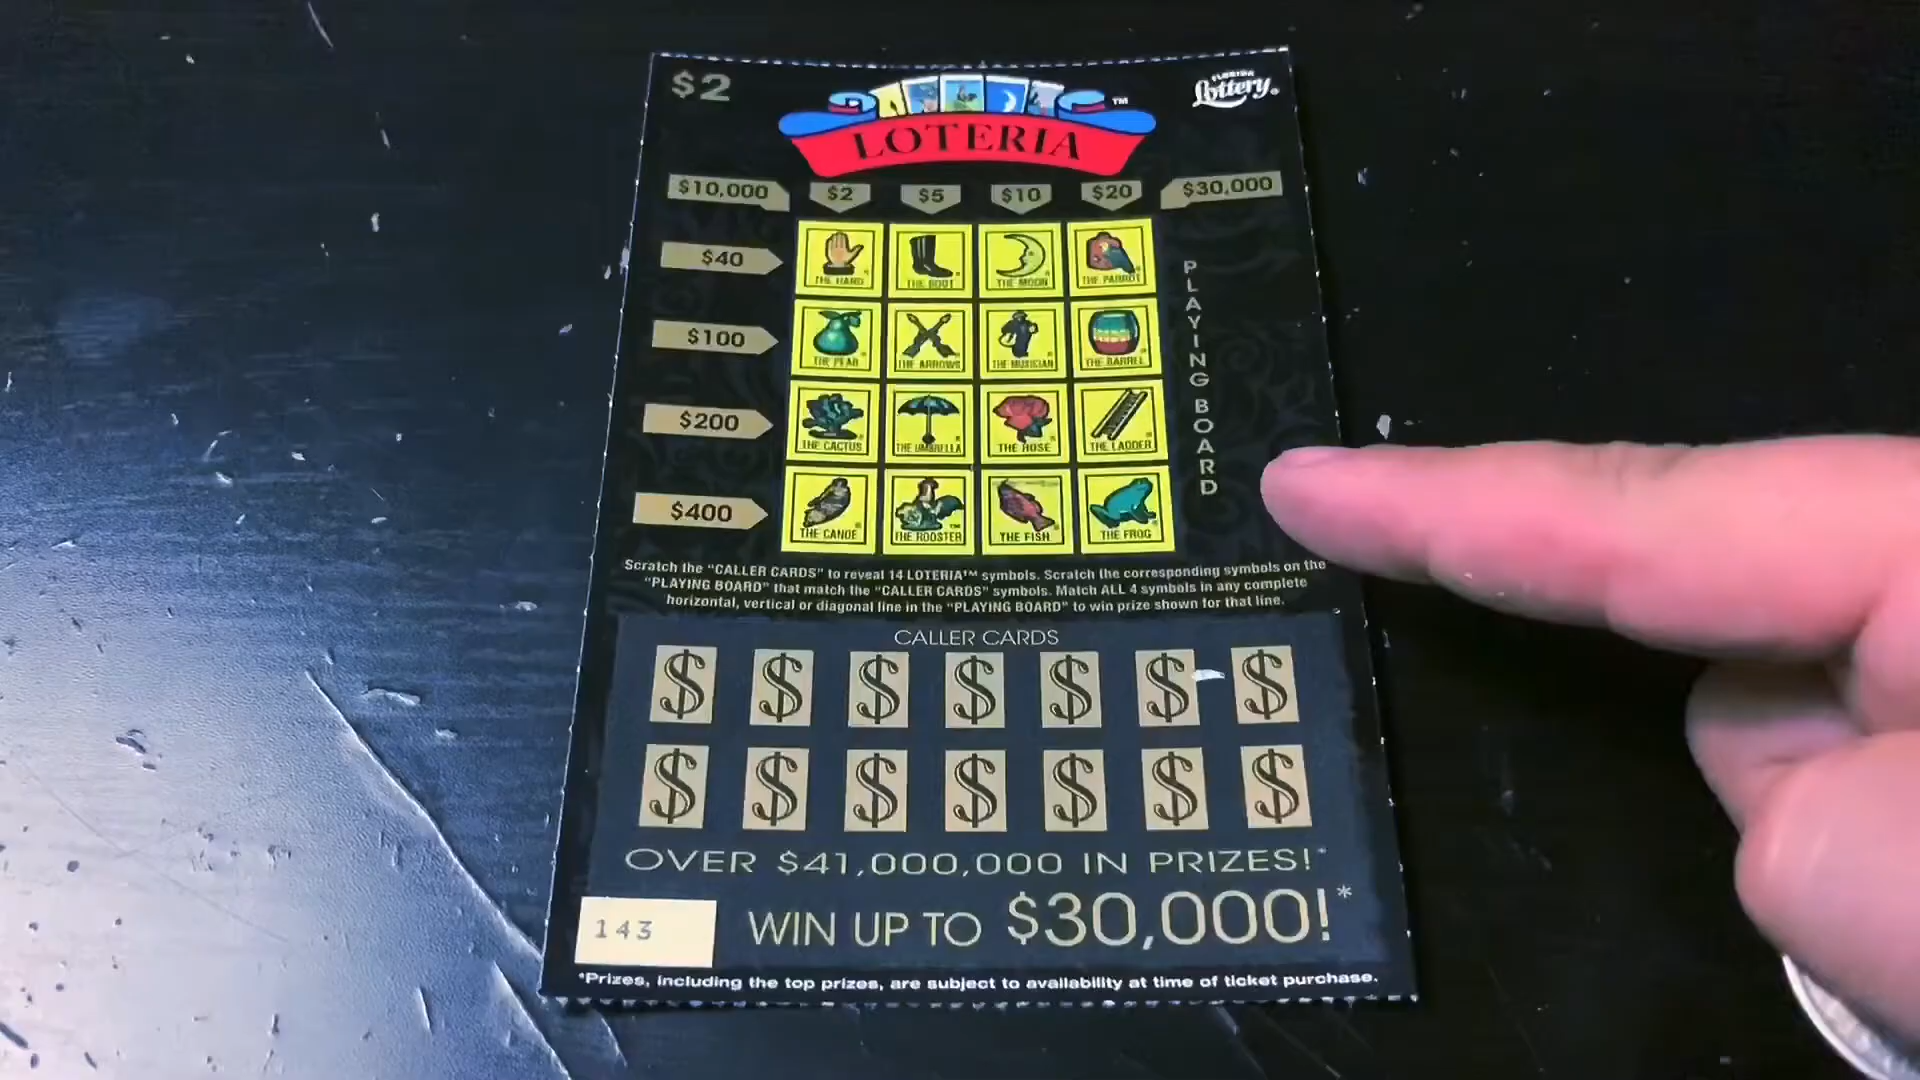 $2
FLORIDA
Lottery®
LOTERIA™
$10,000 $2 $5 $10 $20 $30,000
$40
THE HAND THE BOOT THE MOON THE PARROT
$100
THE PEAR THE ARROWS THE MUSICIAN THE BARREL
$200
THE CACTUS THE UMBRELLA THE ROSE THE LADDER
$400
THE CANOE THE ROOSTER™ THE FISH THE FROG
PLAYING BOARD
Scratch the "CALLER CARDS" to reveal 14 LOTERIA™ symbols. Scratch the corresponding symbols on the
"PLAYING BOARD" that match the "CALLER CARDS" symbols. Match ALL 4 symbols in any complete
horizontal, vertical or diagonal line in the "PLAYING BOARD" to win prize shown for that line.
CALLER CARDS
$ $ $ $ $ $ $
$ $ $ $ $ $ $
OVER $41,000,000 IN PRIZES!*
143
WIN UP TO $30,000!*
*Prizes, including the top prizes, are subject to availability at time of ticket purchase.